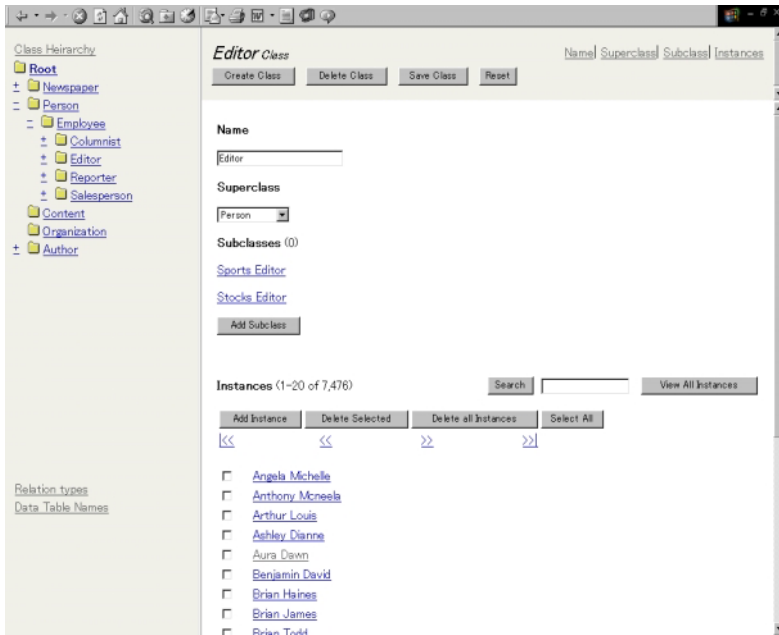 Class Heirarchy
Root
Newspaper
Person
Employee
Columnist
Editor
Reporter
Salesperson
Content
Organization
Author
Relation types
Data Table Names
Editor Class
Name| Superclass| Subclass| Instances
Create Class Delete Class Save Class Reset
Name
Editor
Superclass
Person
Subclasses (0)
Sports Editor
Stocks Editor
Add Subclass
Instances (1-20 of 7,476) Search View All Instances
Add Instance Delete Selected Delete all Instances Select All
|<< << >> >>|
Angela Michelle
Anthony Mcneela
Arthur Louis
Ashley Dianne
Aura Dawn
Benjamin David
Brian Haines
Brian James
Brian Todd